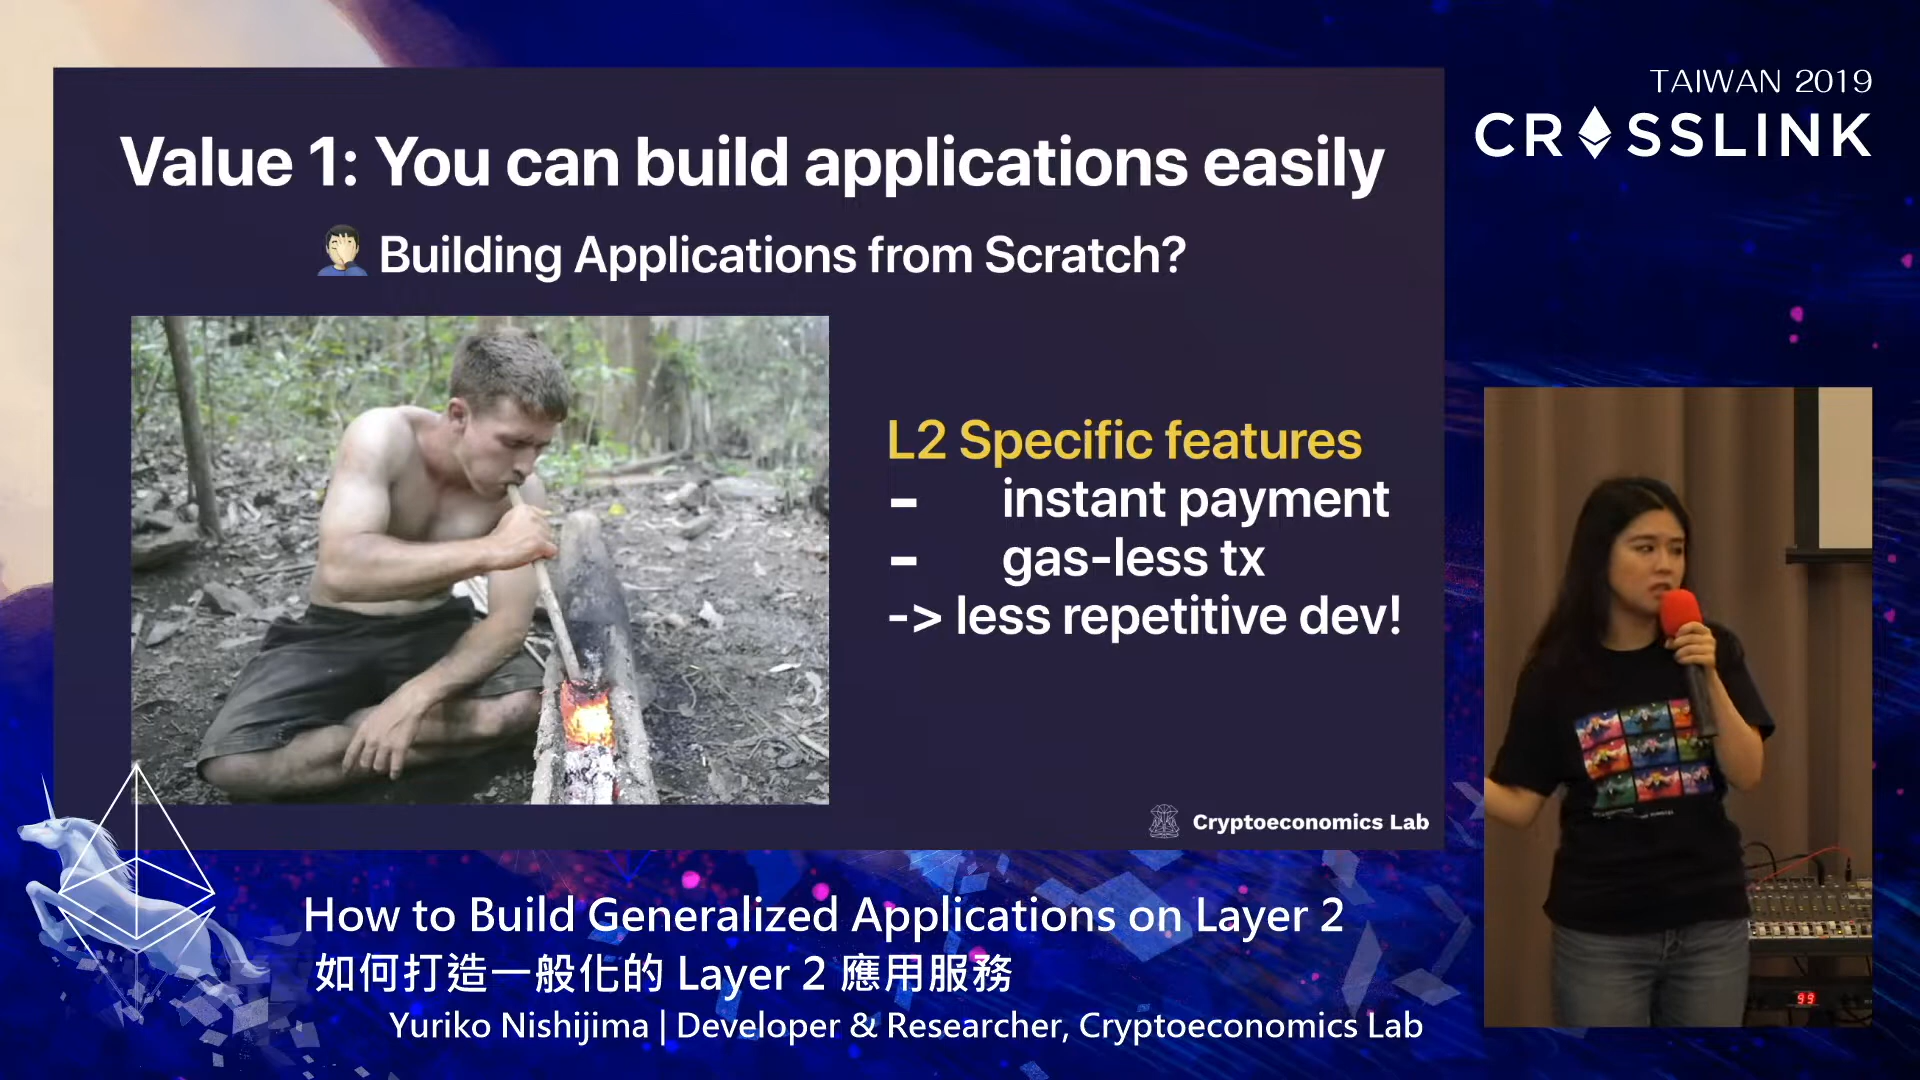 TAIWAN 2019
CROSSLINK
Value 1: You can build applications easily
Building Applications from Scratch?
L2 Specific features
- instant payment
- gas-less tx
-> less repetitive dev!
Cryptoeconomics Lab
How to Build Generalized Applications on Layer 2
如何打造一般化的 Layer 2 應用服務
Yuriko Nishijima | Developer & Researcher, Cryptoeconomics Lab
99